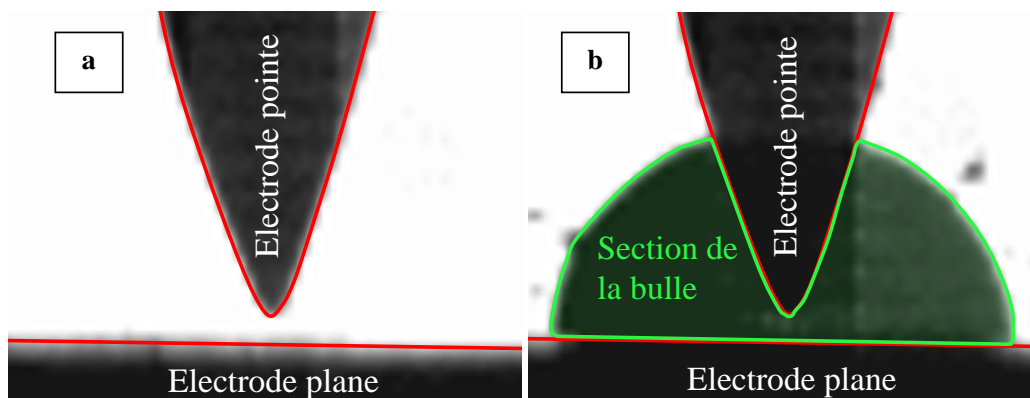 a
Electrode pointe
Electrode plane
b
Electrode pointe
Section de
la bulle
Electrode plane